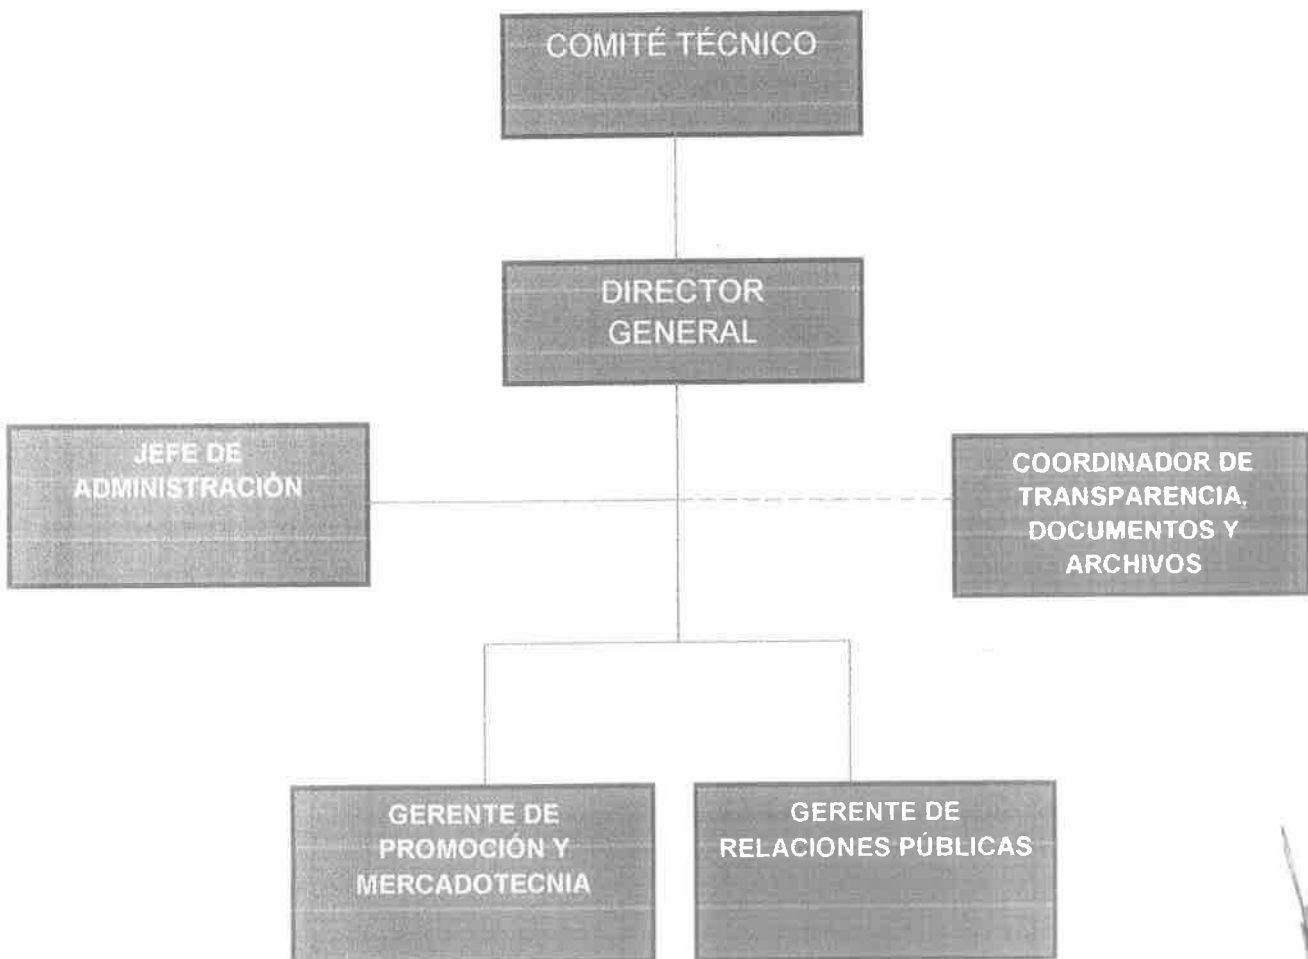 COMITÉ TÉCNICO
DIRECTOR
GENERAL
JEFE DE
ADMINISTRACIÓN
COORDINADOR DE
TRANSPARENCIA,
DOCUMENTOS Y
ARCHIVOS
GERENTE DE
PROMOCIÓN Y
MERCADOTECNIA
GERENTE DE
RELACIONES PÚBLICAS